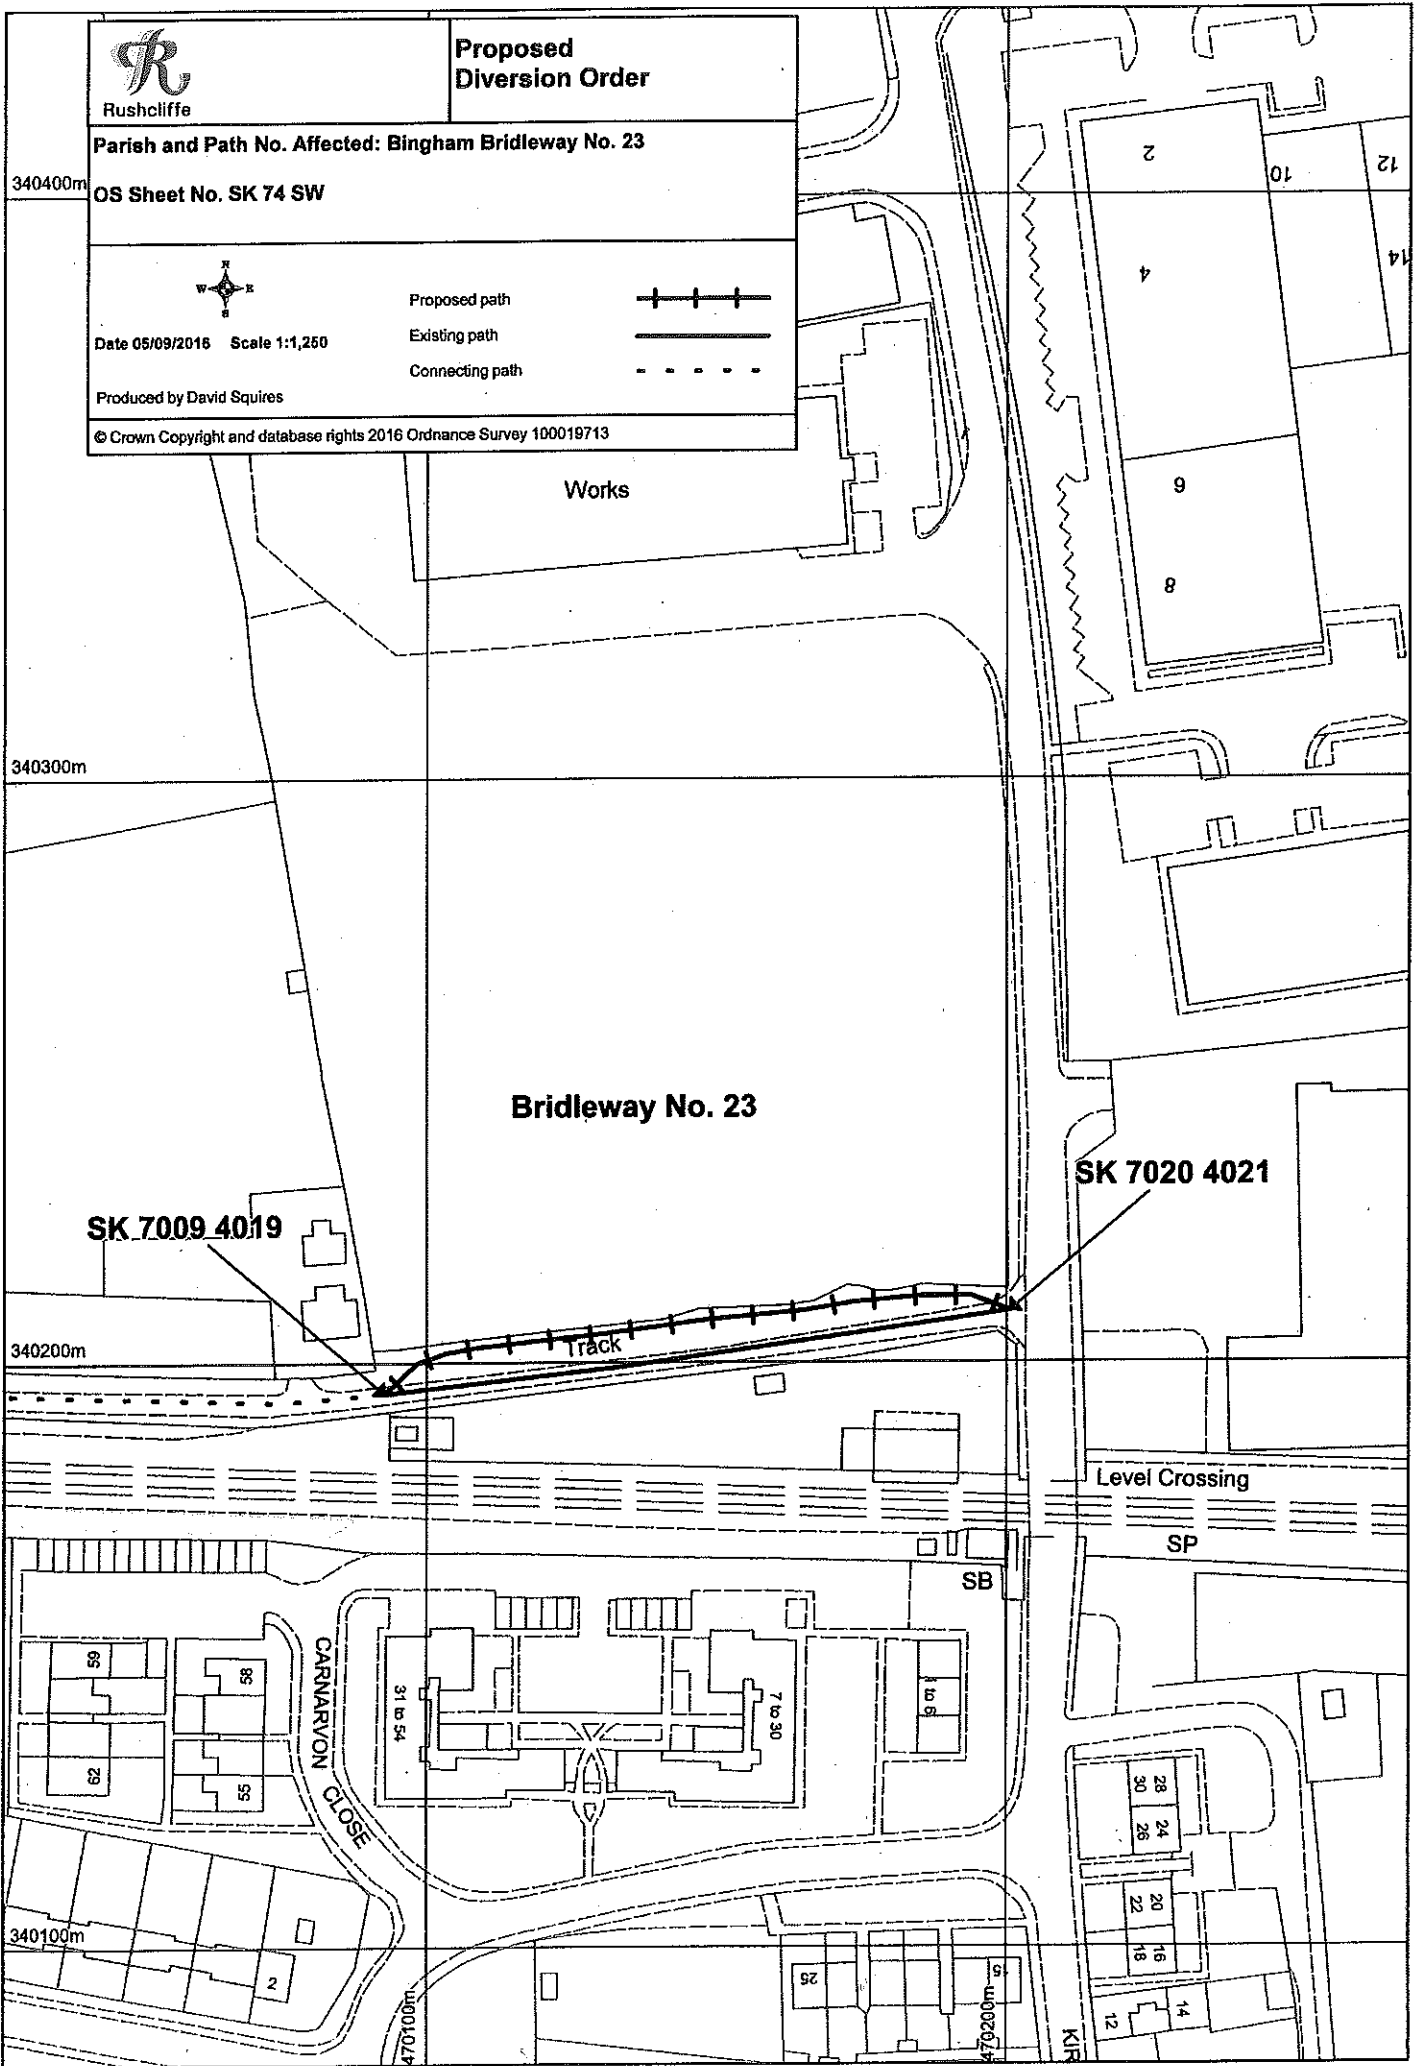 R
Rushcliffe
Proposed
Diversion Order
Parish and Path No. Affected: Bingham Bridleway No. 23
OS Sheet No. SK 74 SW
N
W E
S
Date 05/09/2016 Scale 1:1,250
Produced by David Squires
Proposed path
Existing path
Connecting path
© Crown Copyright and database rights 2016 Ordnance Survey 100019713
340400m
2
10
12
4
14
Works
6
8
340300m
Bridleway No. 23
SK 7020 4021
SK 7009 4019
Track
340200m
Level Crossing
SP
SB
59
58
CARNARVON CLOSE
31 to 54
7 to 30
1 to 6
62
55
30 28
26 24
22 20
18 16
340100m
2
25
15
14
12
470100m
470200m
KIR